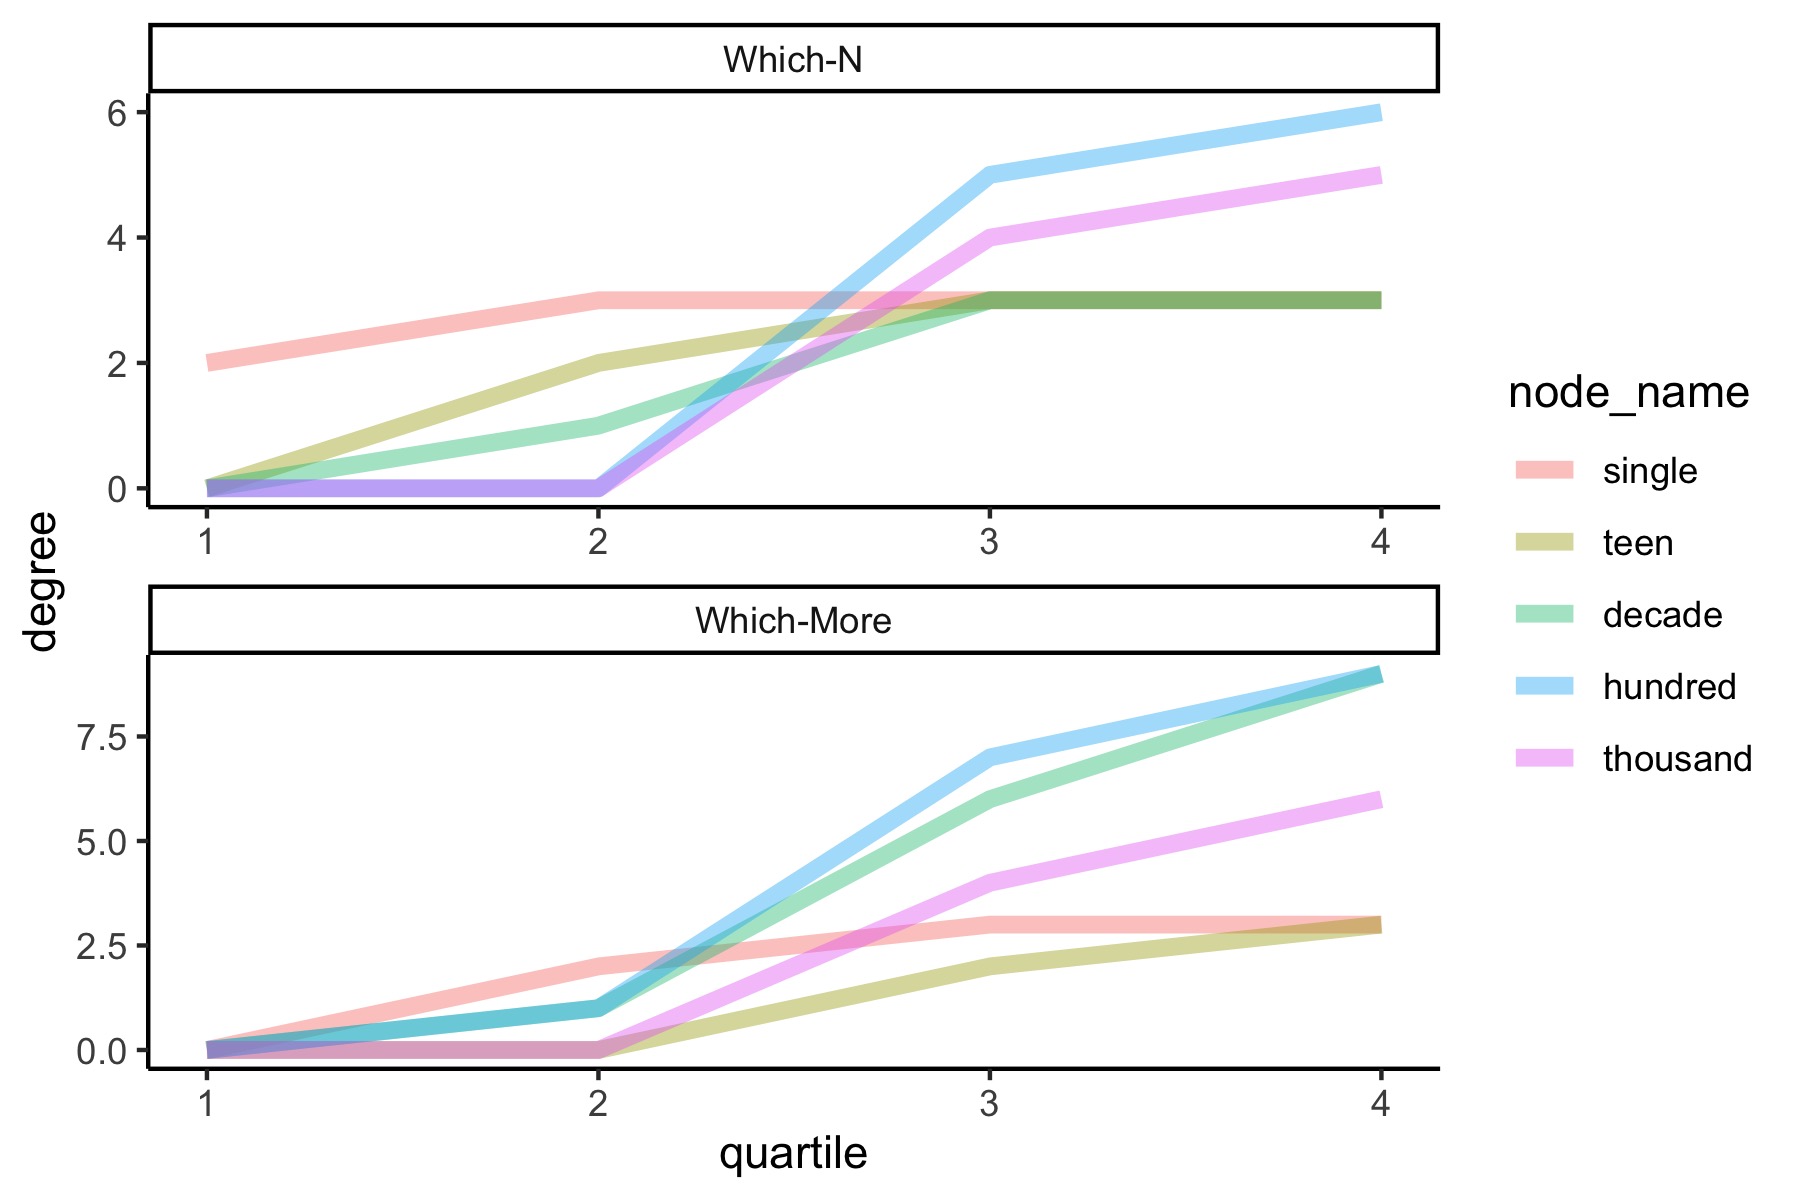 Which-N
6
4
2
0
1 2 3 4
degree
Which-More
7.5
5.0
2.5
0.0
1 2 3 4
quartile
node_name
single
teen
decade
hundred
thousand